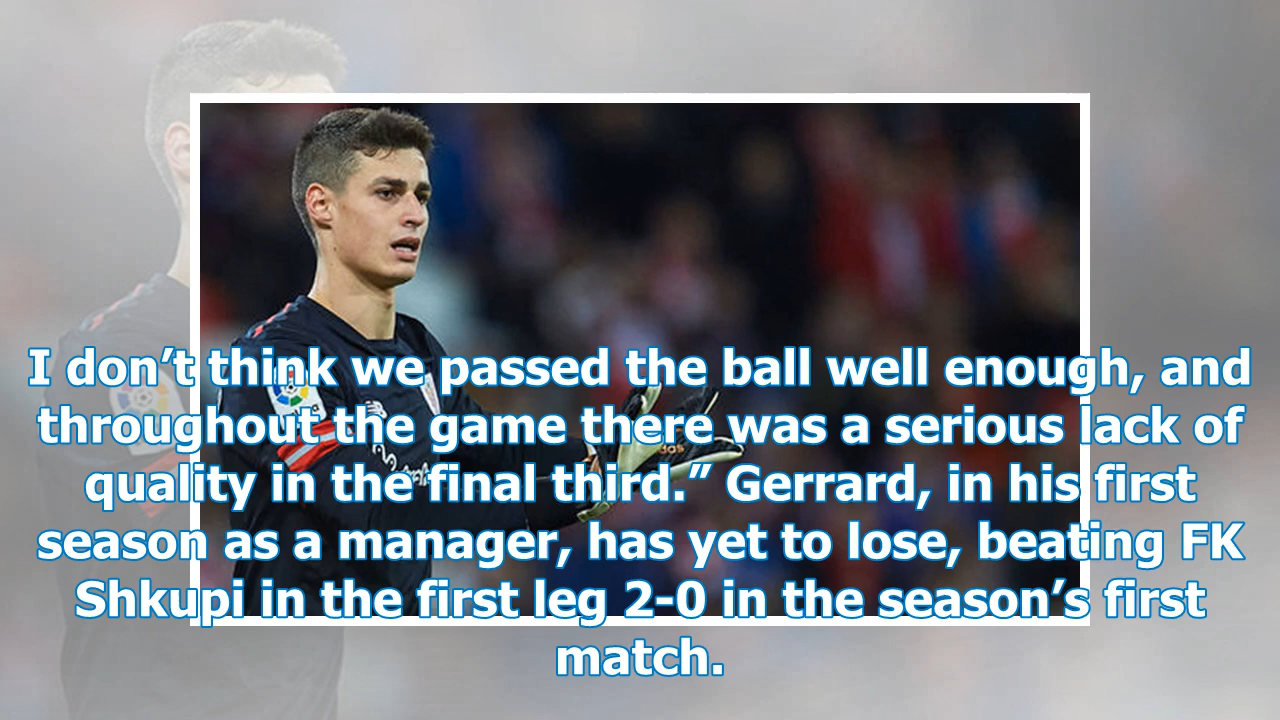 I don’t think we passed the ball well enough, and
throughout the game there was a serious lack of
quality in the final third.” Gerrard, in his first
season as a manager, has yet to lose, beating FK
Shkupi in the first leg 2-0 in the season’s first
match.